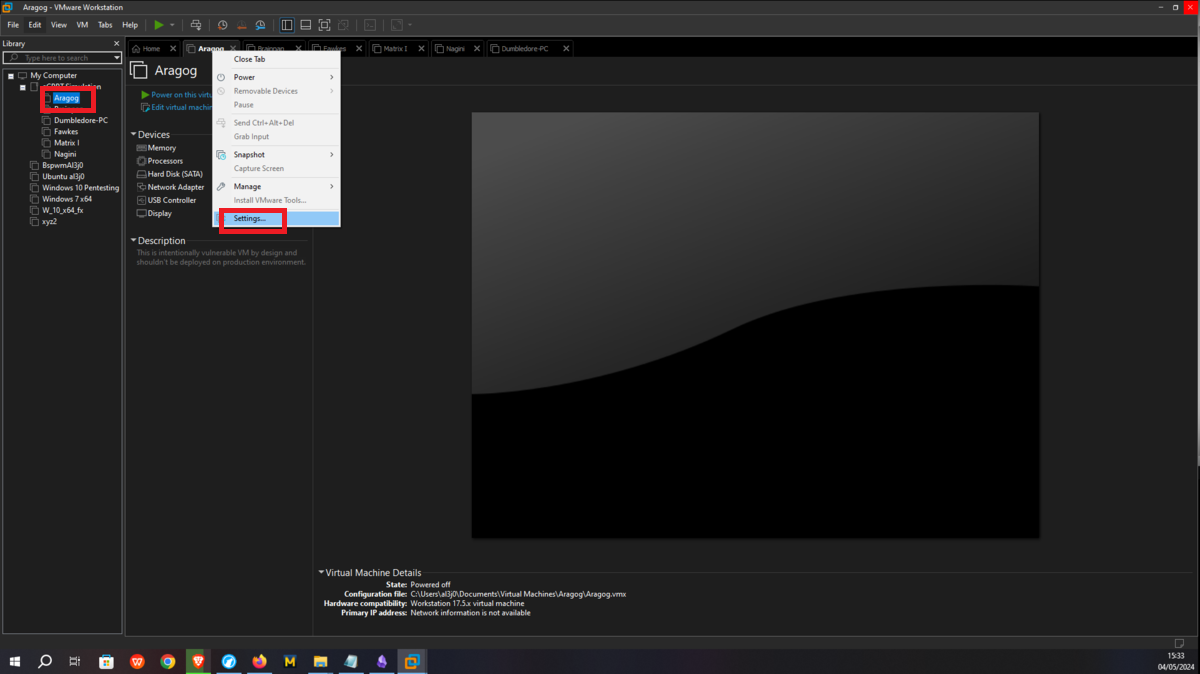 Aragog - VMware Workstation
File Edit View VM Tabs Help
Library
Type here to search
My Computer
Simulation
Aragog
Dumbledore-PC
Fawkes
Matrix I
Nagini
BspwmAl3j0
Ubuntu al3j0
Windows 10 Pentesting
Windows 7 x64
W_10_x64_fx
xyz2
Home Aragog Brainpan Fawkes Matrix I Nagini Dumbledore-PC
Aragog
Power on this virtu
Edit virtual machin
Devices
Memory
Processors
Hard Disk (SATA)
Network Adapter
USB Controller
Display
Description
This is intentionally vulnerable VM by design and
shouldn't be deployed on production environment.
Close Tab
Power
Removable Devices
Pause
Send Ctrl+Alt+Del
Grab Input
Snapshot
Capture Screen
Manage
Install VMware Tools...
Settings...
Virtual Machine Details
State: Powered off
Configuration file: C:\Users\al3j0\Documents\Virtual Machines\Aragog\Aragog.vmx
Hardware compatibility: Workstation 17.5.x virtual machine
Primary IP address: Network information is not available
15:33
04/05/2024